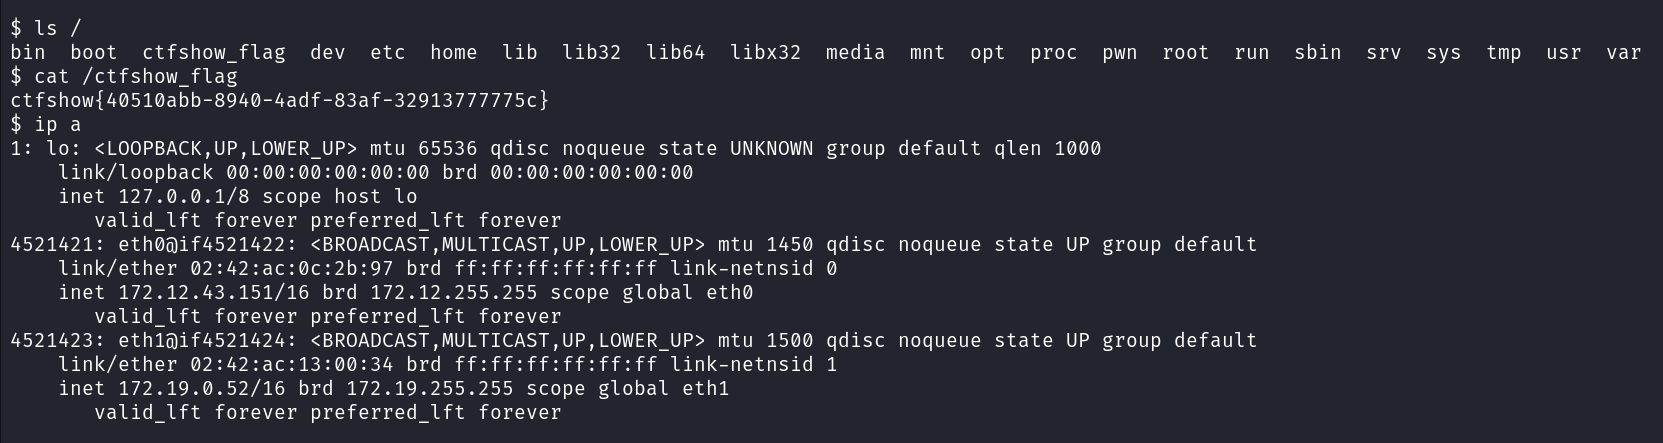 $ ls /
bin  boot  ctfshow_flag  dev  etc  home  lib  lib32  lib64  libx32  media  mnt  opt  proc  pwn  root  run  sbin  srv  sys  tmp  usr  var
$ cat /ctfshow_flag
ctfshow{40510abb-8940-4adf-83af-32913777775c}
$ ip a
1: lo: <LOOPBACK,UP,LOWER_UP> mtu 65536 qdisc noqueue state UNKNOWN group default qlen 1000
    link/loopback 00:00:00:00:00:00 brd 00:00:00:00:00:00
    inet 127.0.0.1/8 scope host lo
       valid_lft forever preferred_lft forever
4521421: eth0@if4521422: <BROADCAST,MULTICAST,UP,LOWER_UP> mtu 1450 qdisc noqueue state UP group default
    link/ether 02:42:ac:0c:2b:97 brd ff:ff:ff:ff:ff:ff link-netnsid 0
    inet 172.12.43.151/16 brd 172.12.255.255 scope global eth0
       valid_lft forever preferred_lft forever
4521423: eth1@if4521424: <BROADCAST,MULTICAST,UP,LOWER_UP> mtu 1500 qdisc noqueue state UP group default
    link/ether 02:42:ac:13:00:34 brd ff:ff:ff:ff:ff:ff link-netnsid 1
    inet 172.19.0.52/16 brd 172.19.255.255 scope global eth1
       valid_lft forever preferred_lft forever